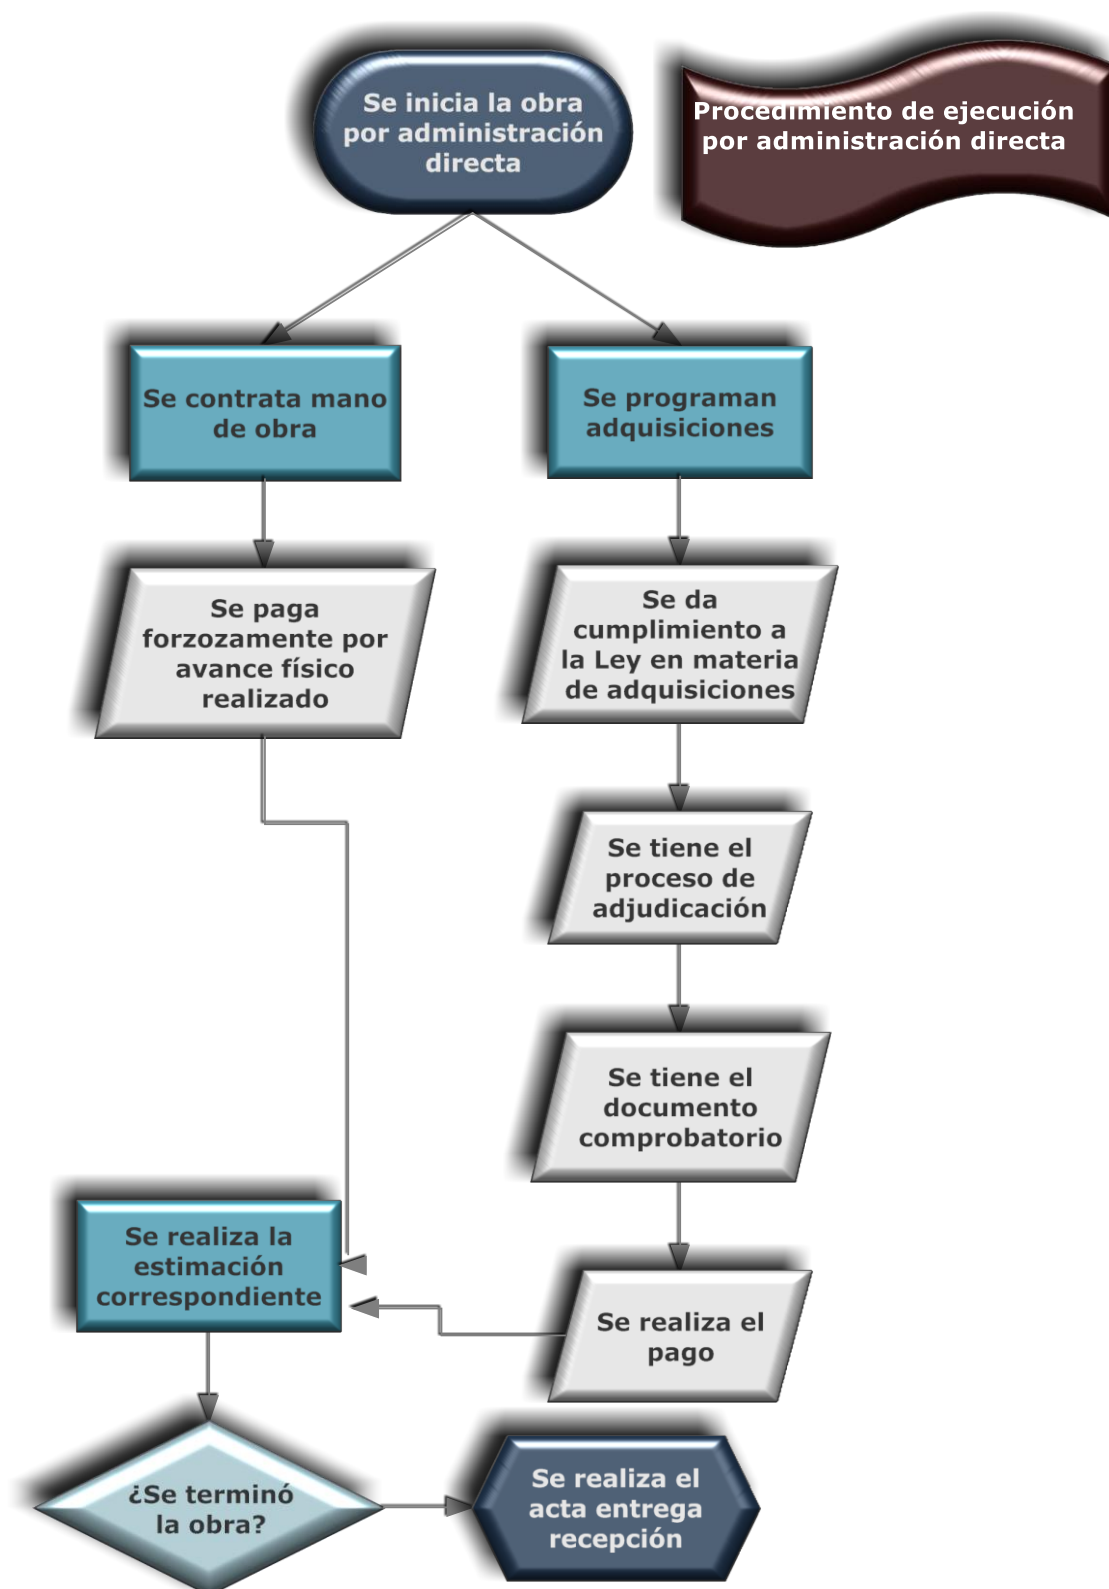 Se inicia la obra
por administración
directa
Procedimiento de ejecución
por administración directa
Se contrata mano
de obra
Se programan
adquisiciones
Se paga
forzozamente por
avance físico
realizado
Se da
cumplimiento a
la Ley en materia
de adquisiciones
Se tiene el
proceso de
adjudicación
Se tiene el
documento
comprobatorio
Se realiza la
estimación
correspondiente
Se realiza el
pago
¿Se terminó
la obra?
Se realiza el
acta entrega
recepción